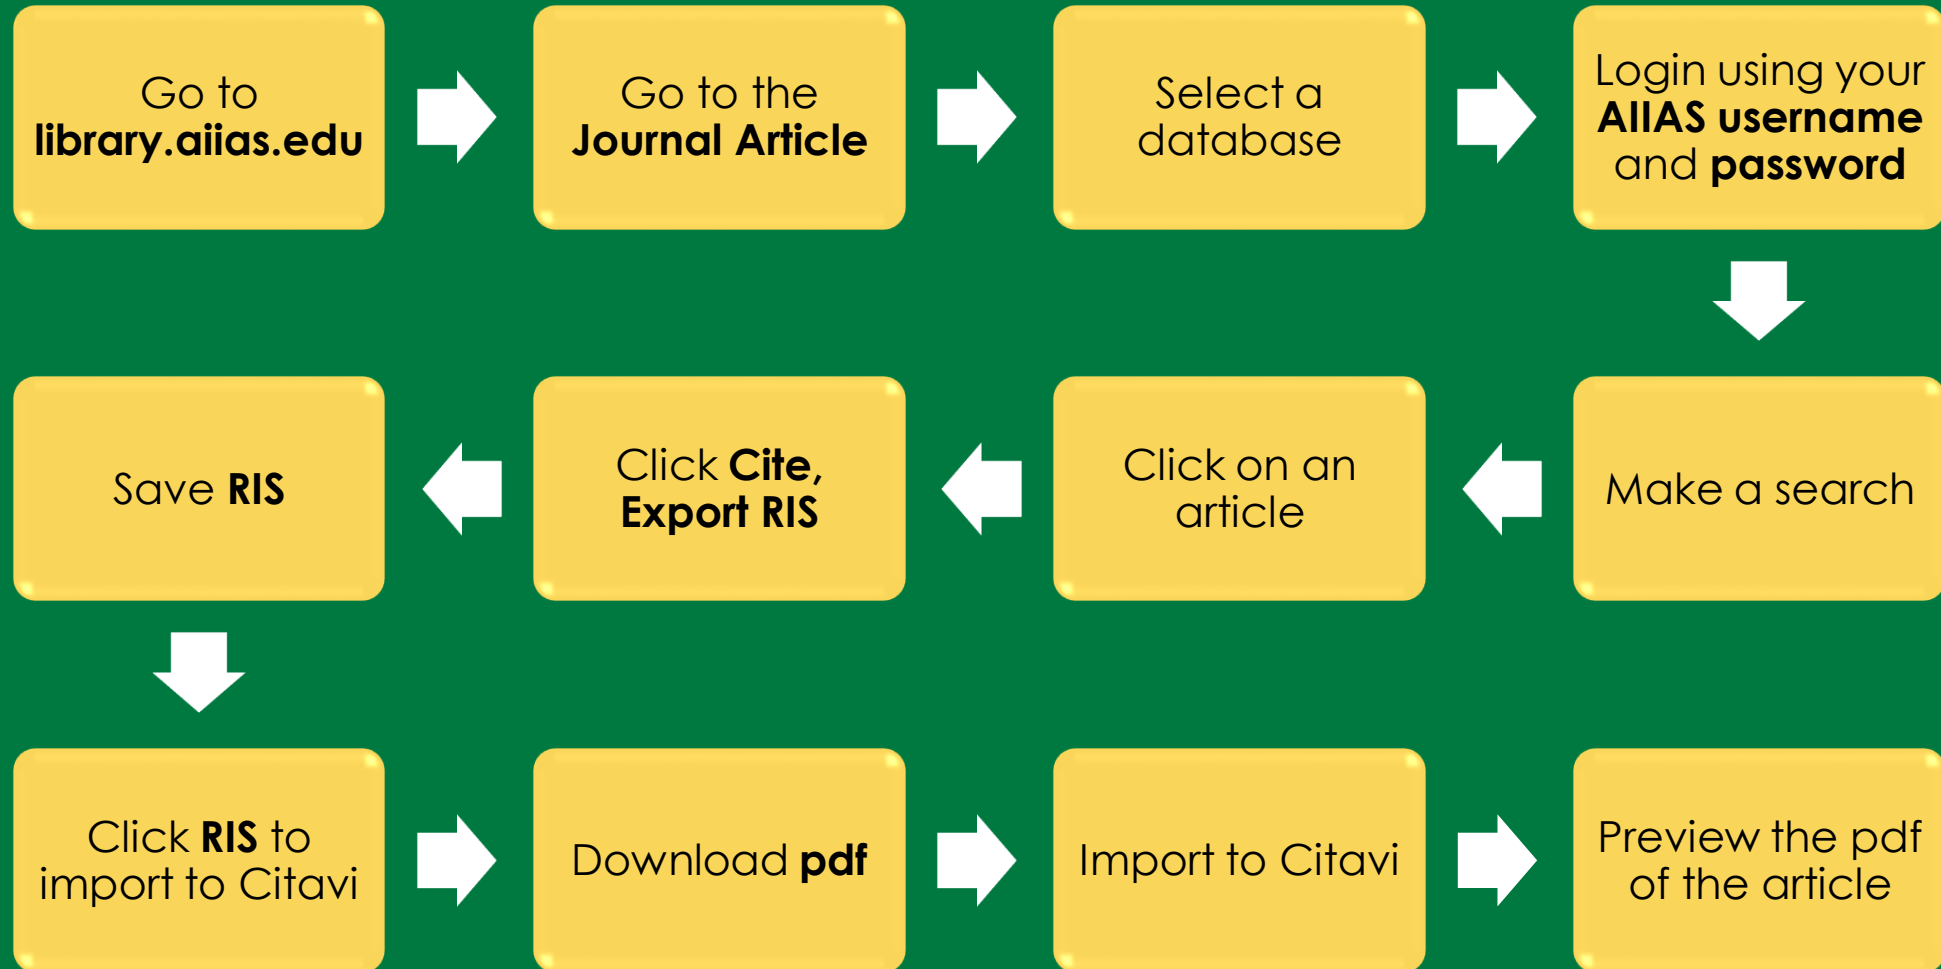 Go to
library.aiias.edu
Go to the
Journal Article
Select a
database
Login using your
AIIAS username
and password
Make a search
Click on an
article
Click Cite,
Export RIS
Save RIS
Click RIS to
import to Citavi
Download pdf
Import to Citavi
Preview the pdf
of the article